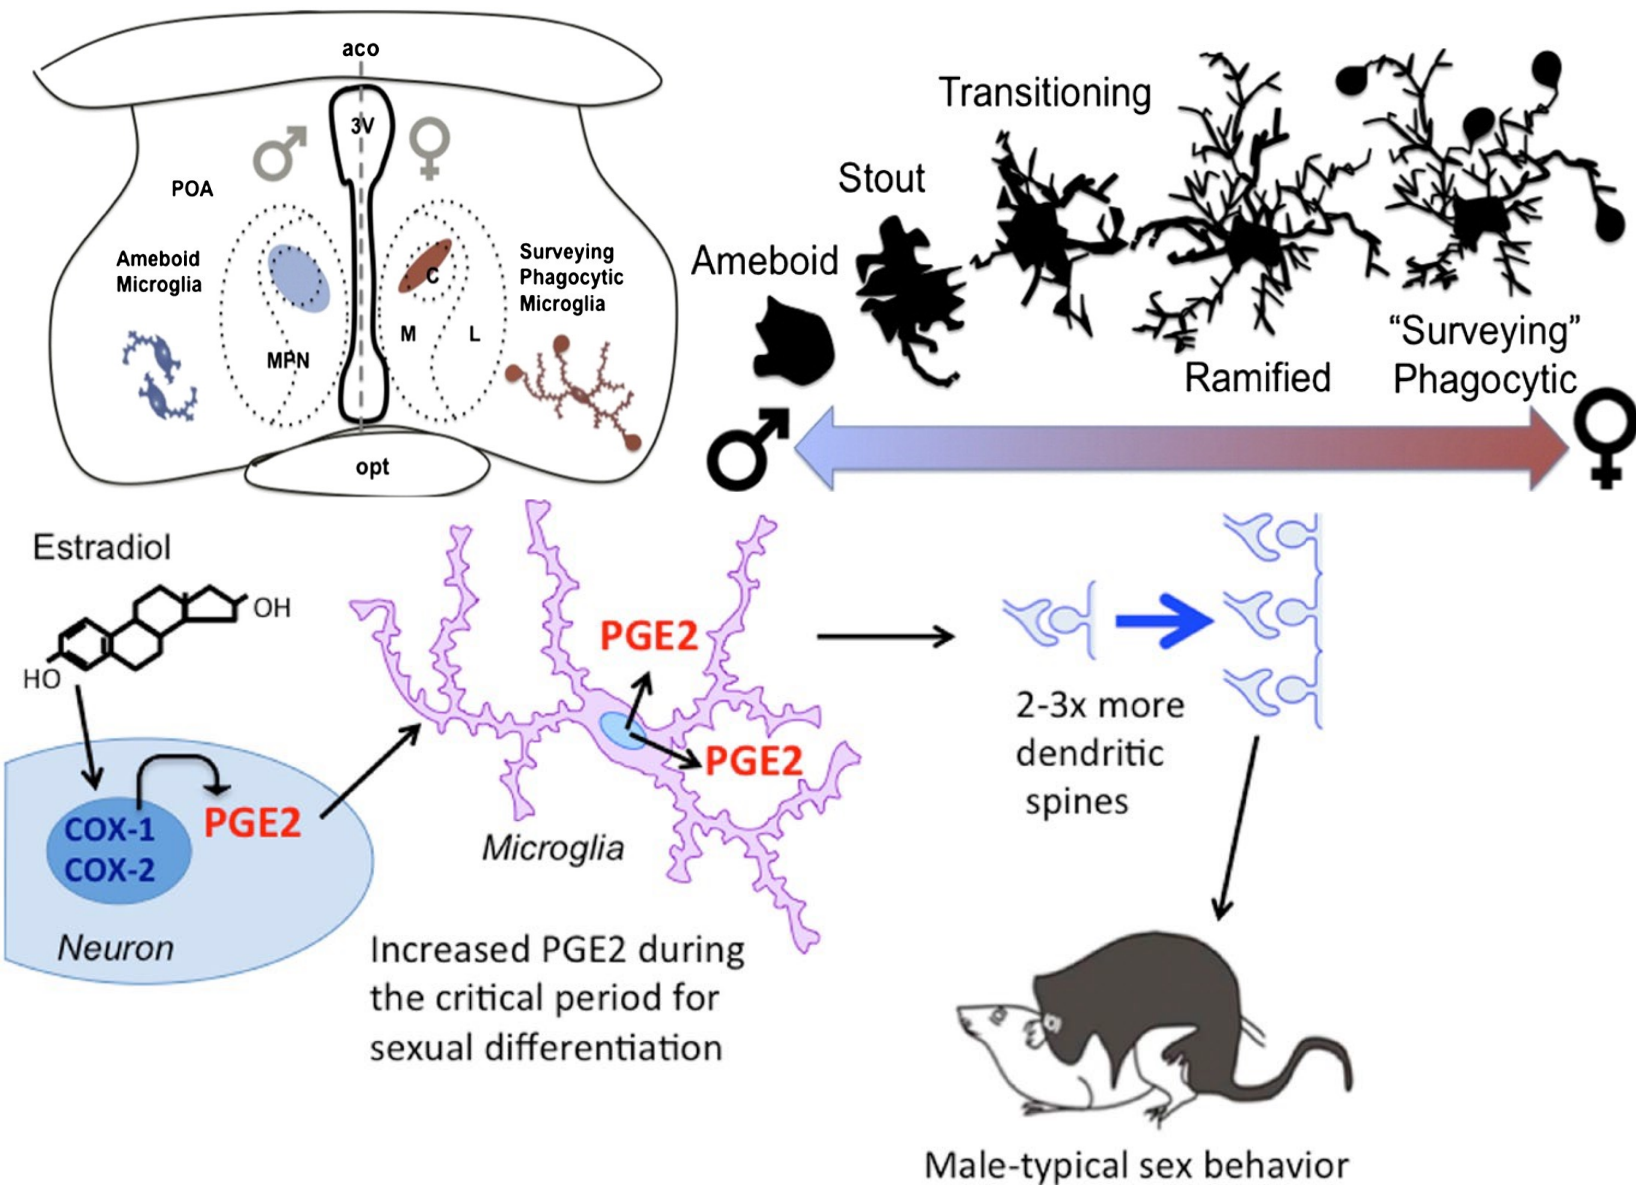 aco
3V
POA
Ameboid
Microglia
Surveying
Phagocytic
Microglia
C
M
L
MPN
opt
Ameboid
Stout
Transitioning
Ramified
“Surveying”
Phagocytic
Estradiol
OH
HO
COX-1
COX-2
PGE2
Neuron
PGE2
PGE2
Microglia
Increased PGE2 during
the critical period for
sexual differentiation
2-3x more
dendritic
spines
Male-typical sex behavior